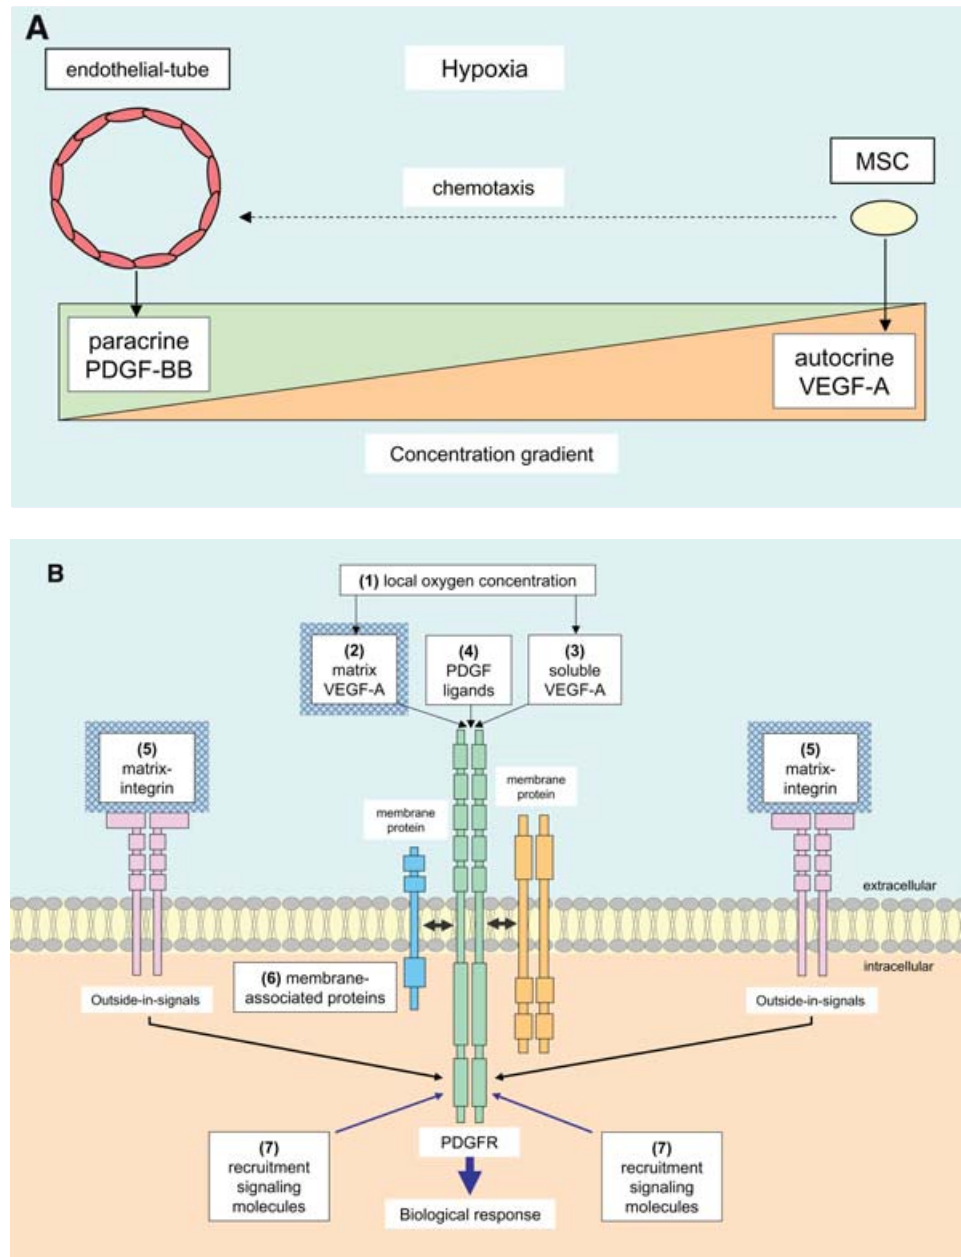 A
endothelial-tube
Hypoxia
MSC
chemotaxis
paracrine
PDGF-BB
autocrine
VEGF-A
Concentration gradient
B
(1) local oxygen concentration
(2)
matrix
VEGF-A
(4)
PDGF
ligands
(3)
soluble
VEGF-A
(5)
matrix-
integrin
membrane
protein
membrane
protein
(5)
matrix-
integrin
extracellular
intracellular
(6) membrane-
associated proteins
Outside-in-signals
Outside-in-signals
(7)
recruitment
signaling
molecules
PDGFR
(7)
recruitment
signaling
molecules
Biological response